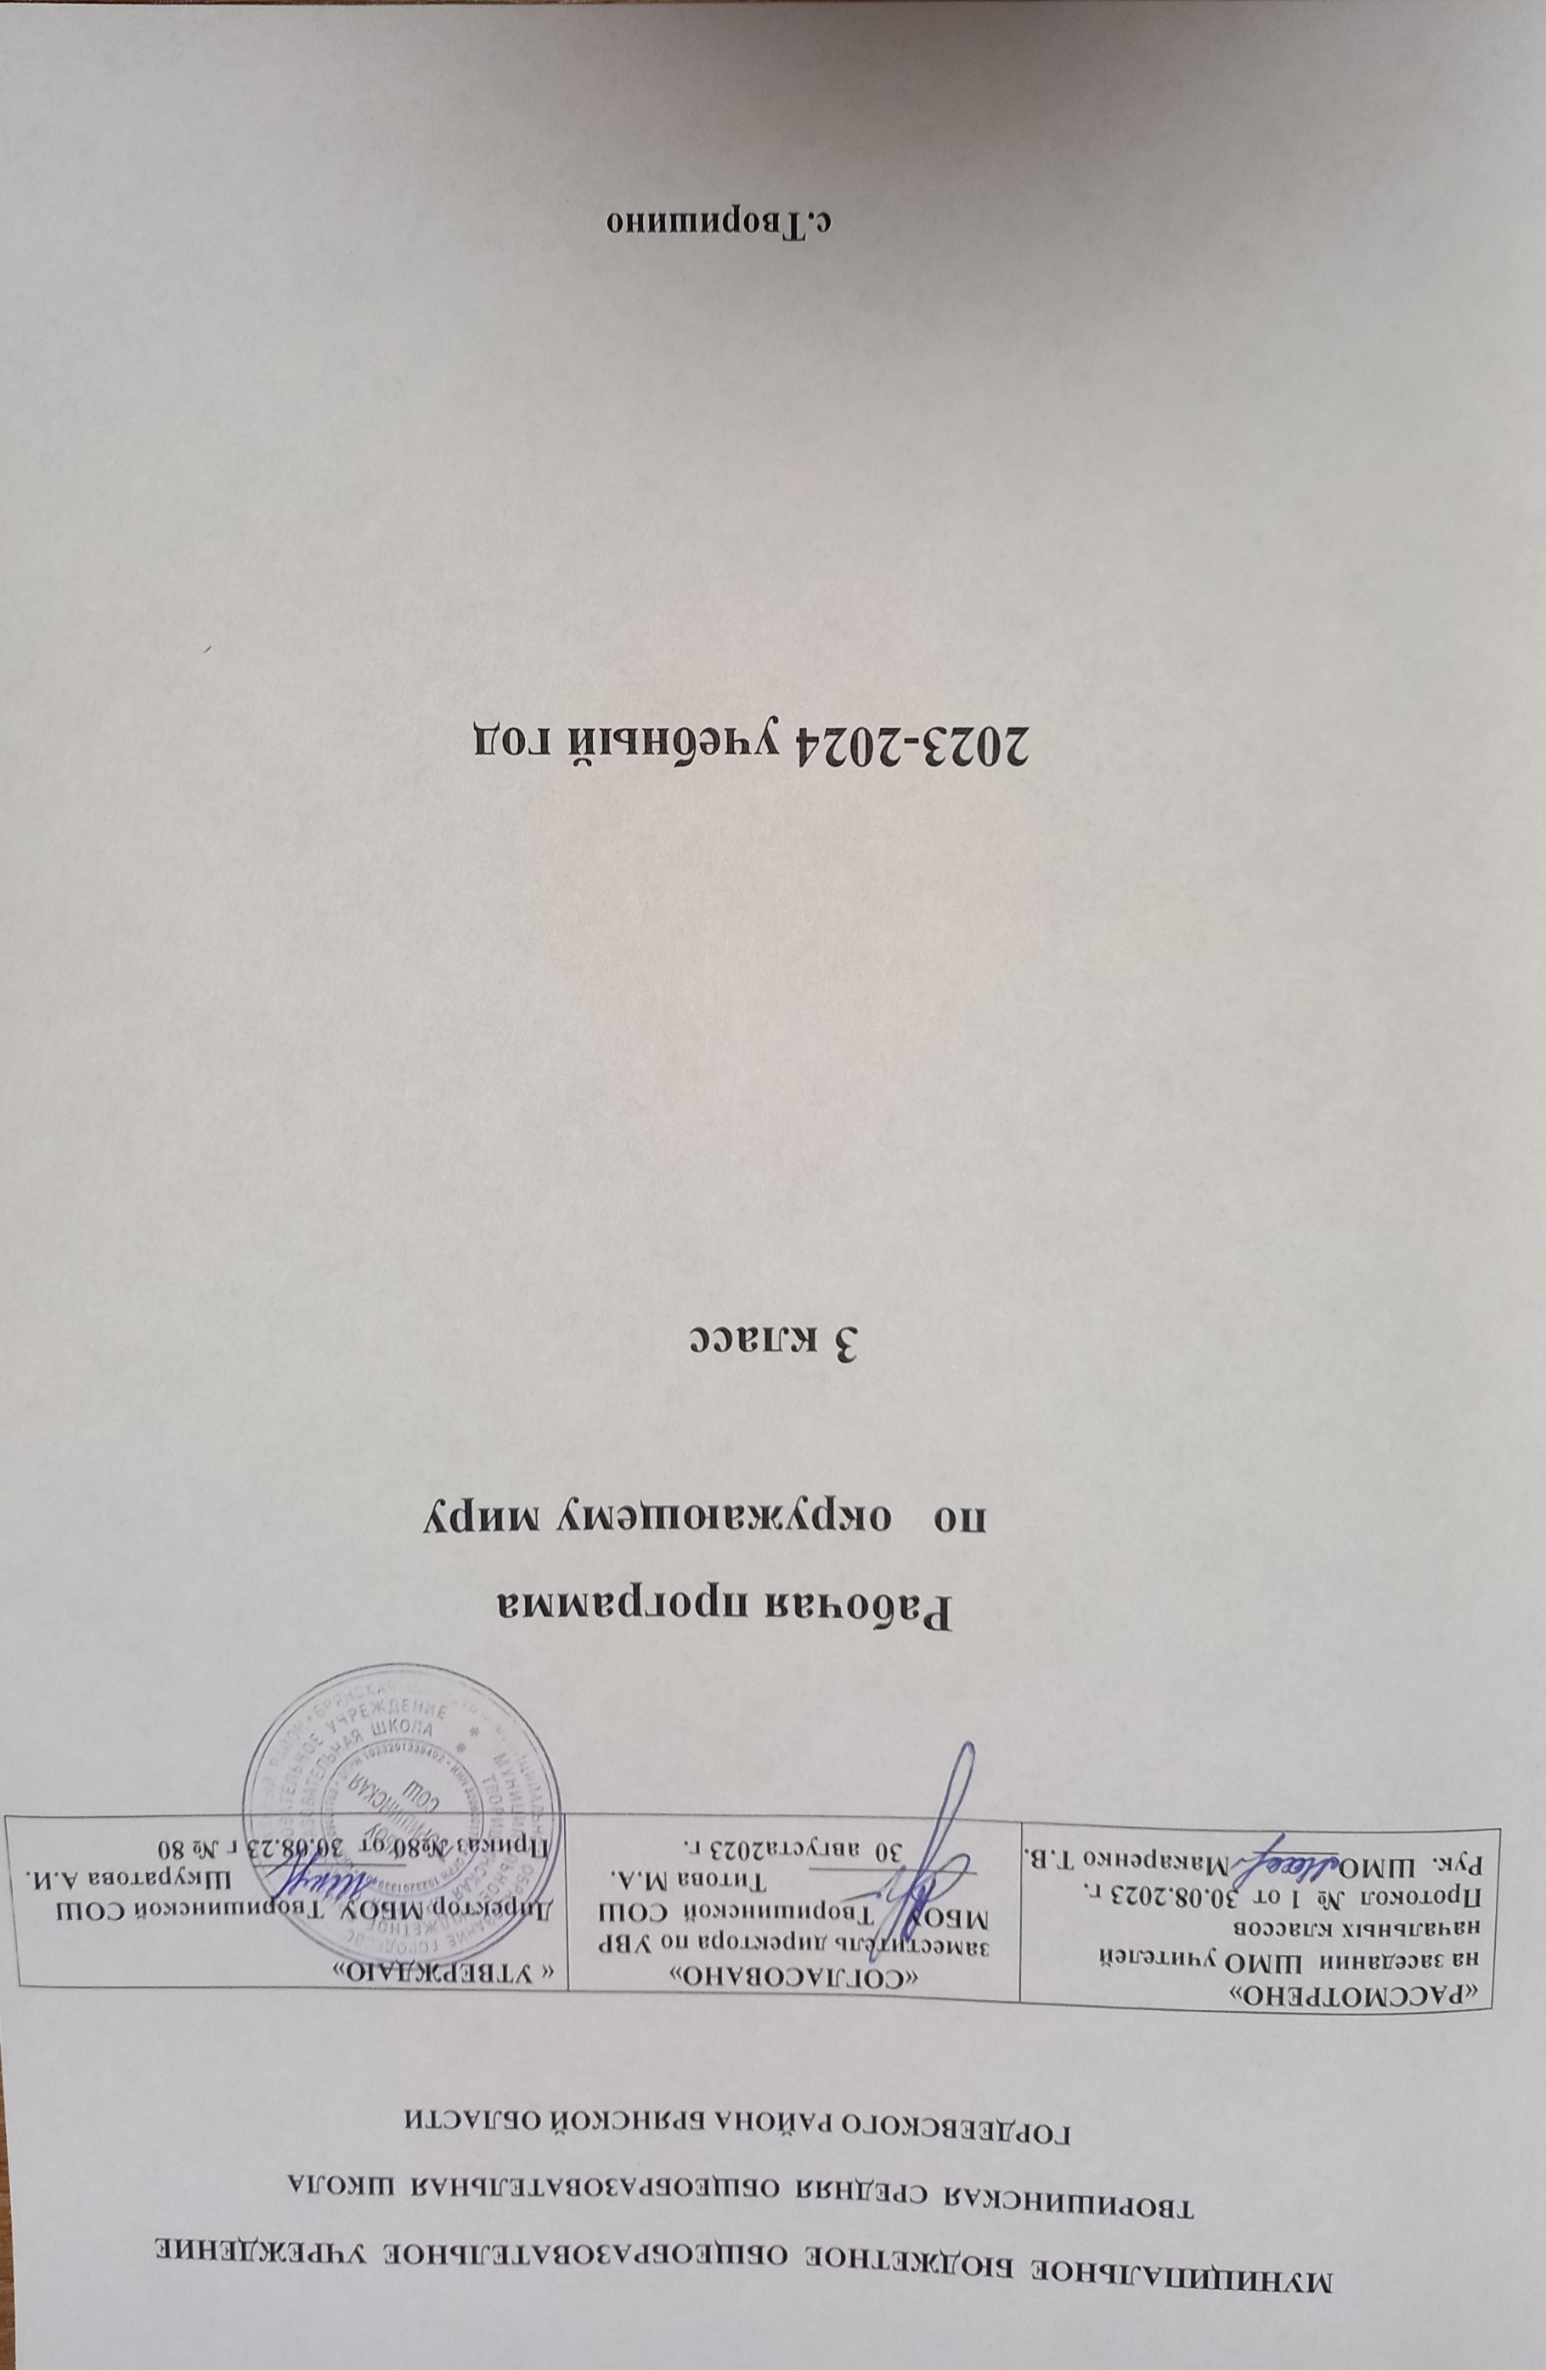 МУНИЦИПАЛЬНОЕ БЮДЖЕТНОЕ ОБЩЕОБРАЗОВАТЕЛЬНОЕ УЧРЕЖДЕНИЕ
ТВОРИШИНСКАЯ СРЕДНЯЯ ОБЩЕОБРАЗОВАТЕЛЬНАЯ ШКОЛА
ГОРДЕЕВСКОГО РАЙОНА БРЯНСКОЙ ОБЛАСТИ
«РАССМОТРЕНО»
на заседании ШМО учителей
начальных классов
Протокол № 1 от 30.08.2023 г.
Рук. ШМО Макаренко Т.В.
«СОГЛАСОВАНО»
заместитель директора по УВР
МБОУ Творишинской СОШ
Титова М.А.
30 августа2023 г.
« УТВЕРЖДАЮ»
Директор МБОУ Творишинской СОШ
Шкуратова А.И.
Приказ №80 от 30.08.23 г № 80
УЧРЕЖДЕНИЕ
ШКОЛА
СОШ
Рабочая программа
по окружающему миру
3 класс
2023-2024 учебный год
с.Творишино